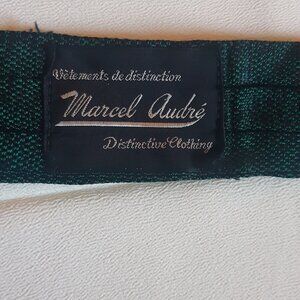 Vêtements de distinction
Marcel André
Distinctive Clothing